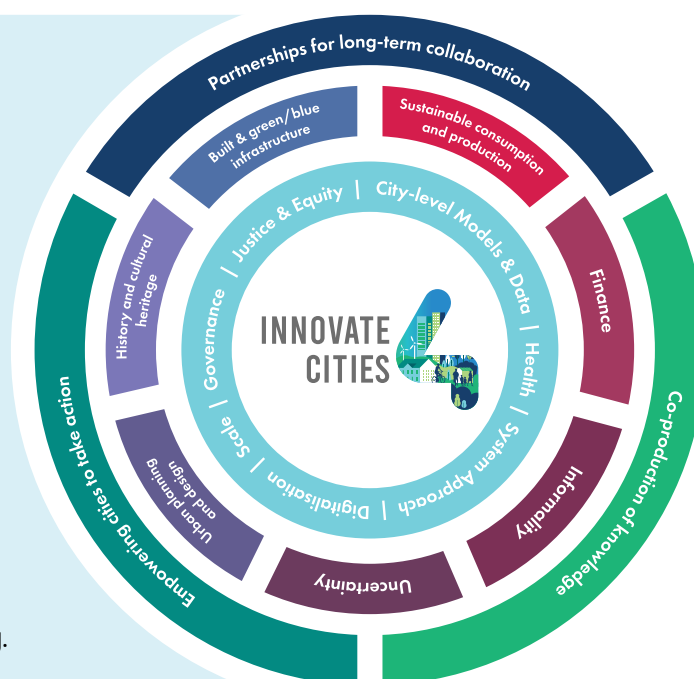 Partnerships for long-term collaboration
Co-production of knowledge
Empowering cities to take action
Built & green/blue
infrastructure
Sustainable consumption
and production
Finance
Informality
Uncertainty
Urban planning
and design
History and cultural
heritage
Justice & Equity | City-level Models & Data | Health | System Approach | Digitalisation | Scale | Governance |
INNOVATE
CITIES
4